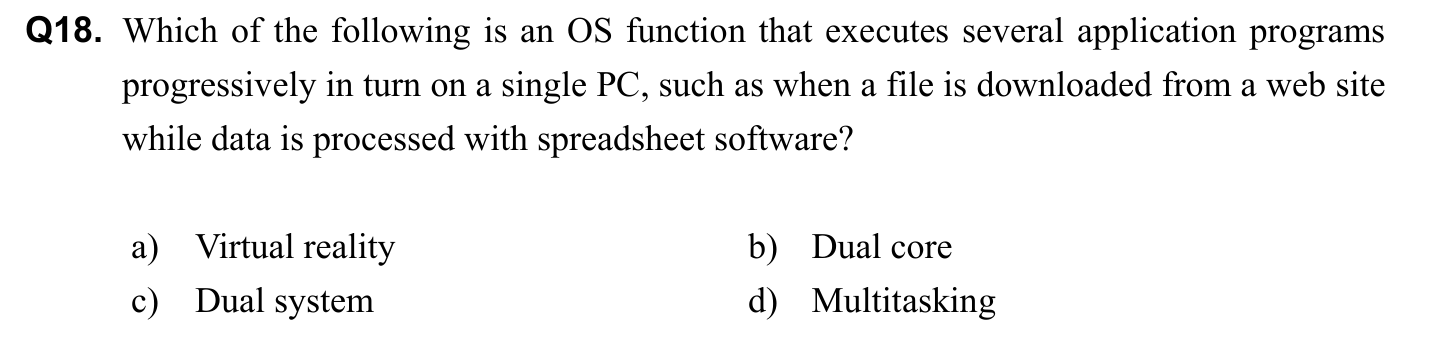 Q18. Which of the following is an OS function that executes several application programs
progressively in turn on a single PC, such as when a file is downloaded from a web site
while data is processed with spreadsheet software?
a) Virtual reality b) Dual core
c) Dual system d) Multitasking